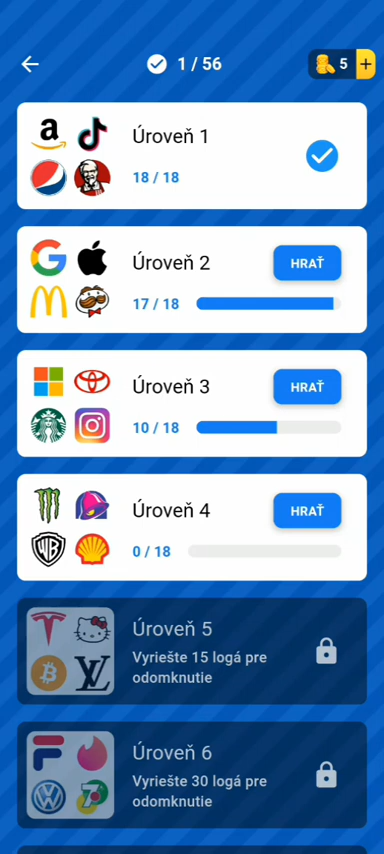 1 / 56
5
+
Úroveň 1
18 / 18
Úroveň 2
HRAŤ
17 / 18
Úroveň 3
HRAŤ
10 / 18
Úroveň 4
HRAŤ
0 / 18
Úroveň 5
Vyriešte 15 logá pre
odomknutie
Úroveň 6
Vyriešte 30 logá pre
odomknutie